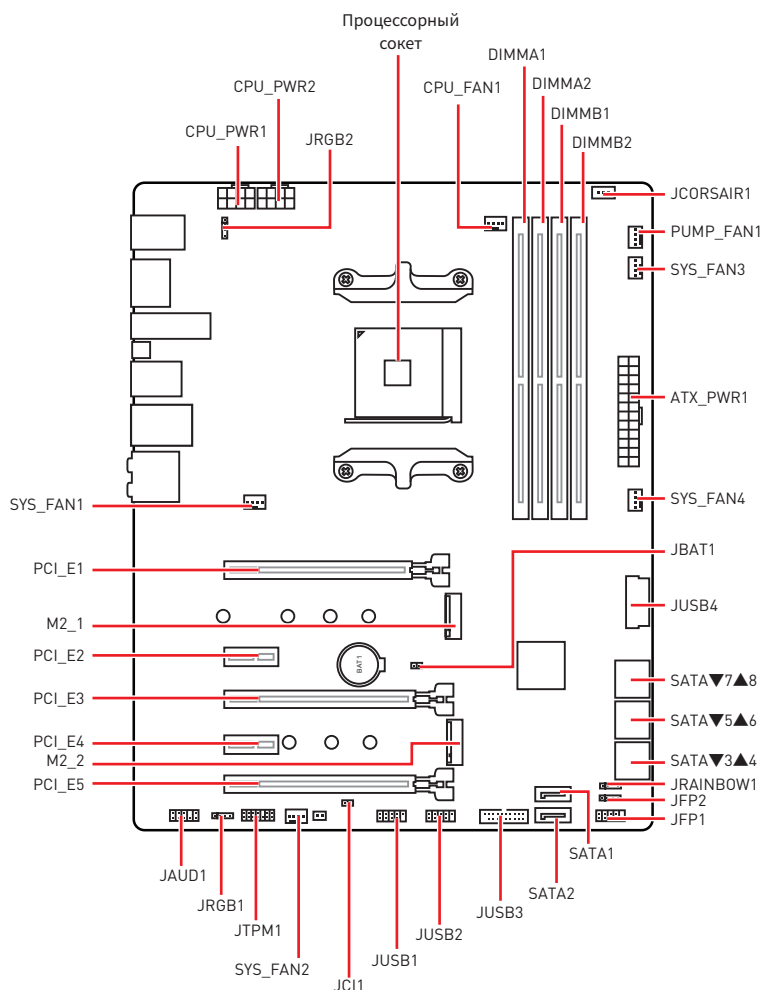 Процессорный
сокет
DIMMA1
DIMMA2
CPU_PWR2
CPU_FAN1
DIMMB1
CPU_PWR1
JRGB2
DIMMB2
JCORSAIR1
PUMP_FAN1
SYS_FAN3
ATX_PWR1
SYS_FAN1
SYS_FAN4
JBAT1
PCI_E1
JUSB4
M2_1
PCI_E2
BAT1
SATA▼7▲8
PCI_E3
SATA▼5▲6
PCI_E4
M2_2
SATA▼3▲4
PCI_E5
JRAINBOW1
JFP2
JFP1
SATA1
JAUD1
SATA2
JRGB1
JUSB3
JTPM1
JUSB2
JUSB1
SYS_FAN2
JCI1